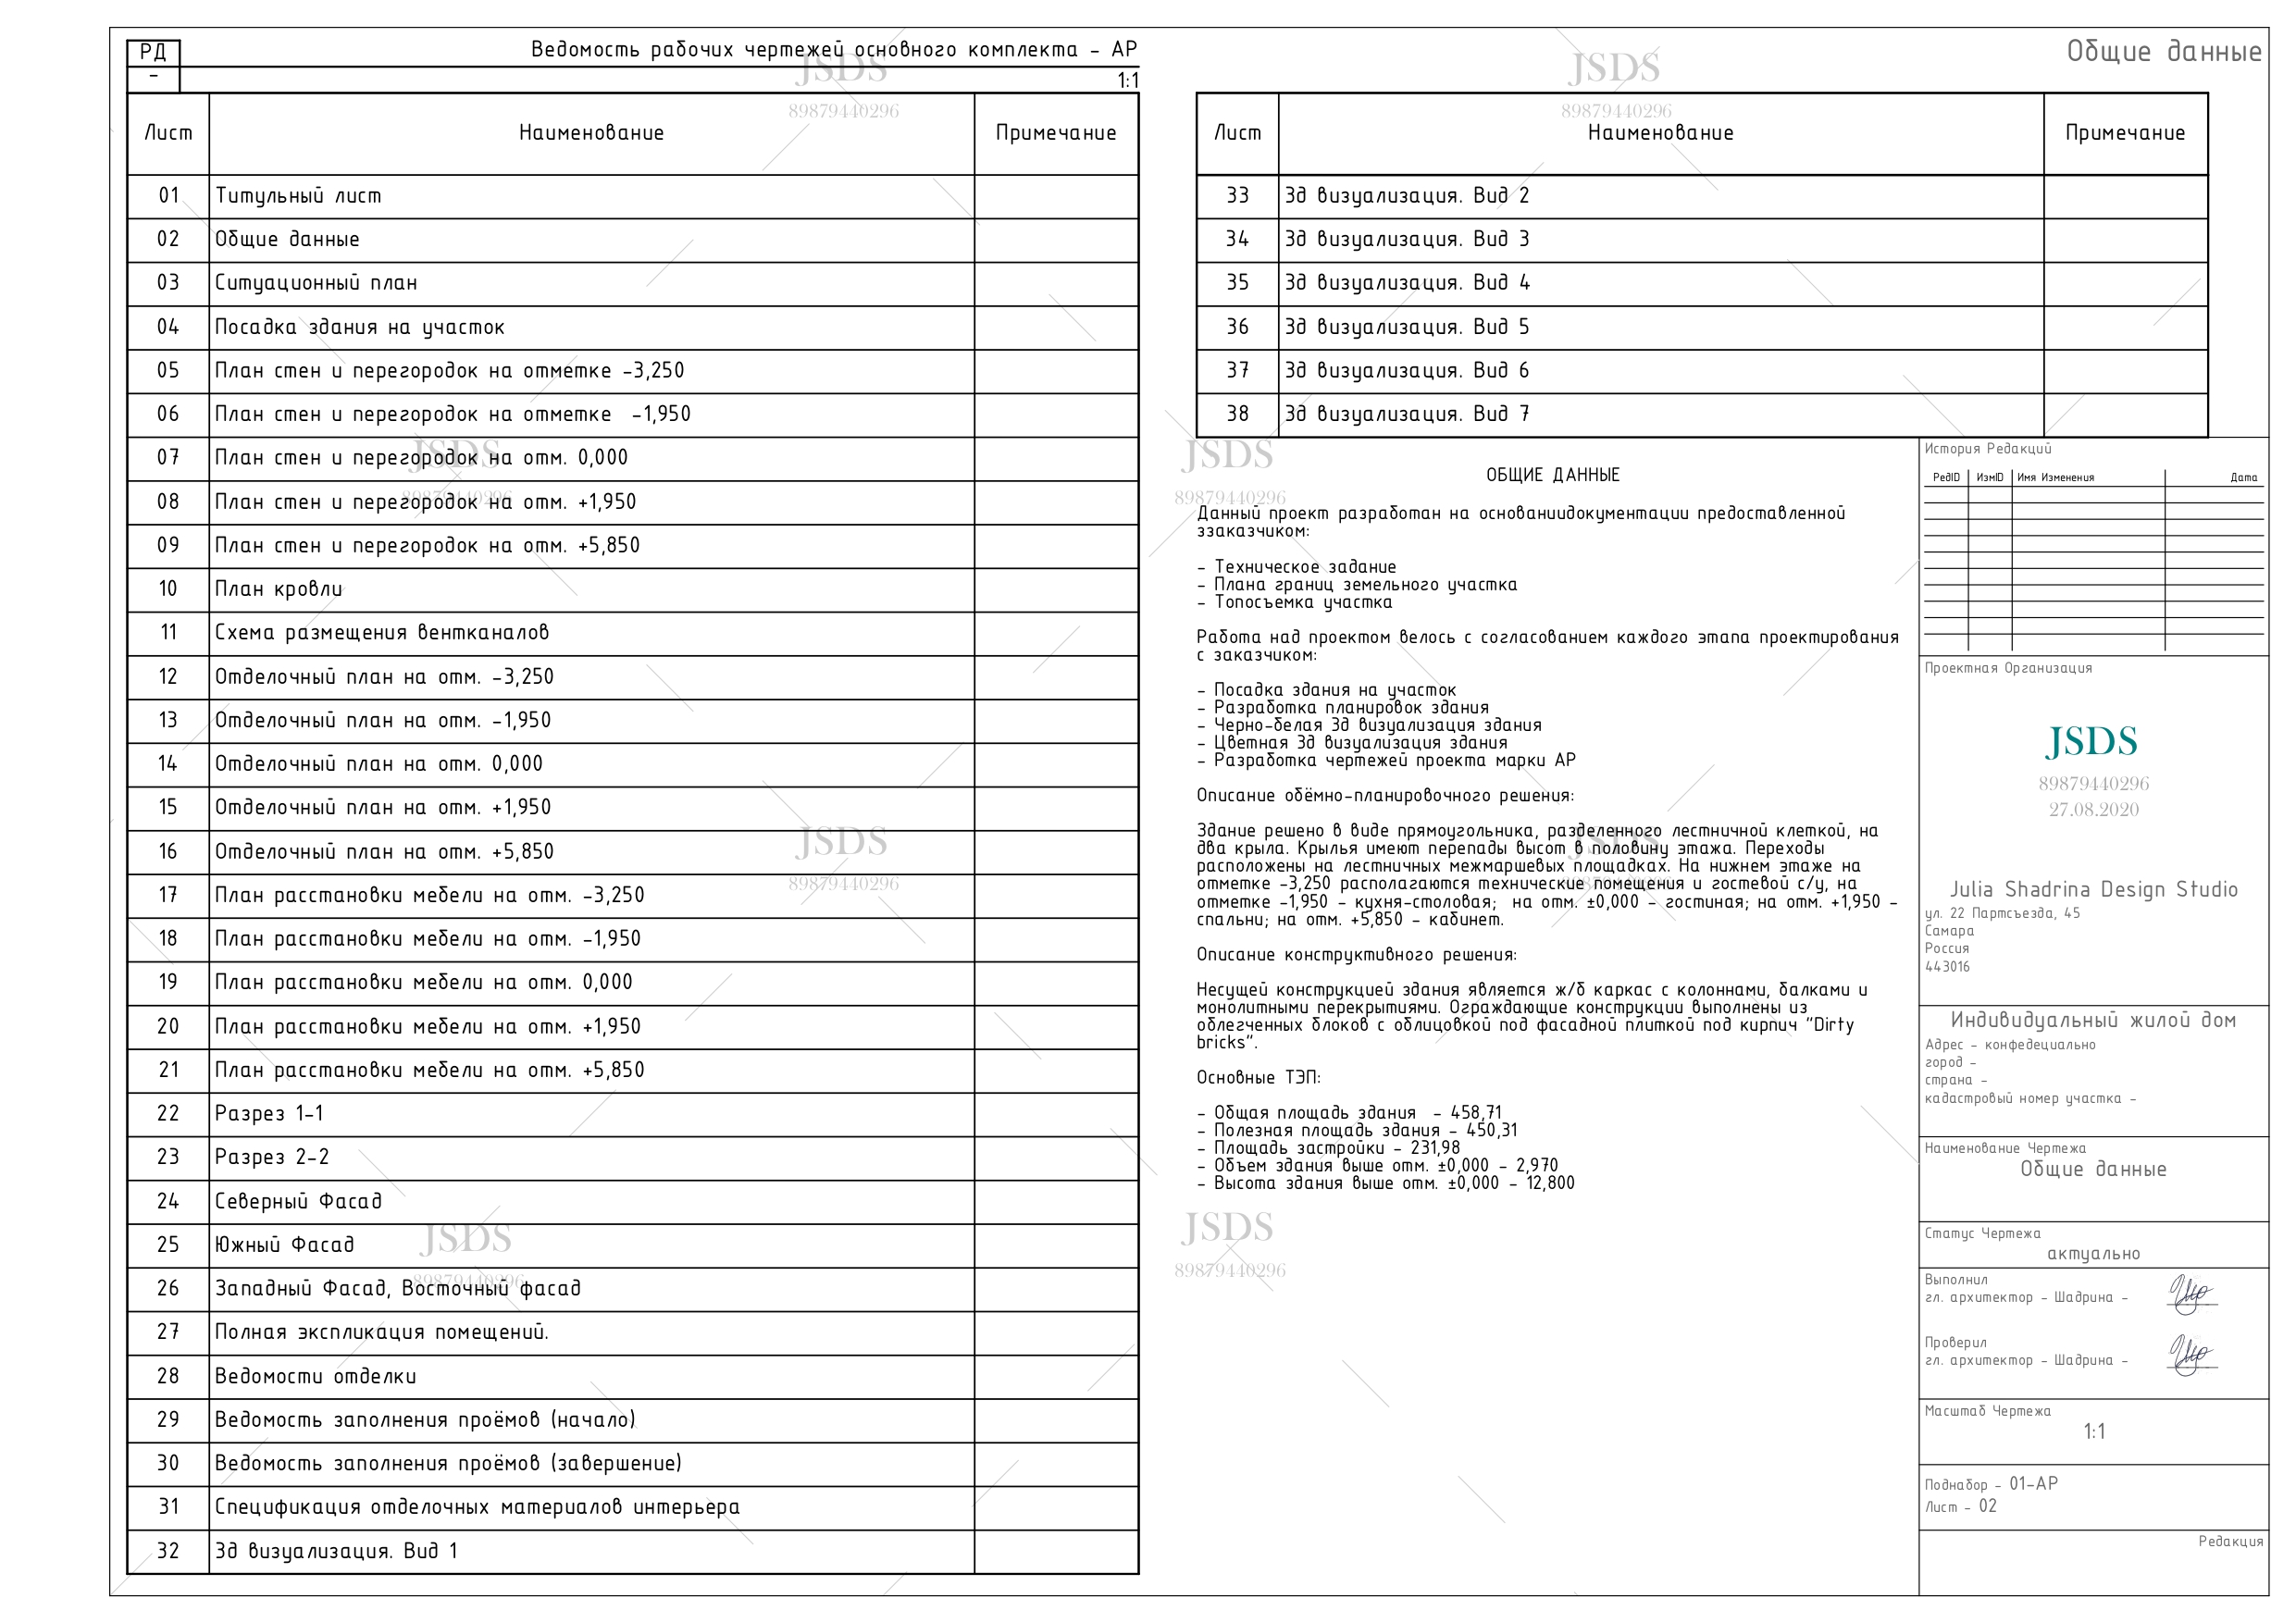 РД
-
Ведомость рабочих чертежей основного комплекта - АР
1:1
Общие данные
Лист Наименование Примечание
01 Титульный лист
02 Общие данные
03 Ситуационный план
04 Посадка здания на участок
05 План стен и перегородок на отметке -3,250
06 План стен и перегородок на отметке -1,950
07 План стен и перегородок на отм. 0,000
08 План стен и перегородок на отм. +1,950
09 План стен и перегородок на отм. +5,850
10 План кровли
11 Схема размещения вентканалов
12 Отделочный план на отм. -3,250
13 Отделочный план на отм. -1,950
14 Отделочный план на отм. 0,000
15 Отделочный план на отм. +1,950
16 Отделочный план на отм. +5,850
17 План расстановки мебели на отм. -3,250
18 План расстановки мебели на отм. -1,950
19 План расстановки мебели на отм. 0,000
20 План расстановки мебели на отм. +1,950
21 План расстановки мебели на отм. +5,850
22 Разрез 1-1
23 Разрез 2-2
24 Северный Фасад
25 Южный Фасад
26 Западный Фасад, Восточный фасад
27 Полная экспликация помещений.
28 Ведомости отделки
29 Ведомость заполнения проёмов (начало)
30 Ведомость заполнения проёмов (завершение)
31 Спецификация отделочных материалов интерьера
32 3д визуализация. Вид 1
Лист Наименование Примечание
33 3д визуализация. Вид 2
34 3д визуализация. Вид 3
35 3д визуализация. Вид 4
36 3д визуализация. Вид 5
37 3д визуализация. Вид 6
38 3д визуализация. Вид 7
ОБЩИЕ ДАННЫЕ
Данный проект разработан на основаниидокументации предоставленной
ззаказчиком:
- Техническое задание
- Плана границ земельного участка
- Топосъемка участка
Работа над проектом велось с согласованием каждого этапа проектирования
с заказчиком:
- Посадка здания на участок
- Разработка планировок здания
- Черно-белая 3д визуализация здания
- Цветная 3д визуализация здания
- Разработка чертежей проекта марки АР
Описание обёмно-планировочного решения:
Здание решено в виде прямоугольника, разделенного лестничной клеткой, на
два крыла. Крылья имеют перепады высот в половину этажа. Переходы
расположены на лестничных межмаршевых площадках. На нижнем этаже на
отметке -3,250 располагаются технические помещения и гостевой с/у, на
отметке -1,950 - кухня-столовая; на отм. ±0,000 - гостиная; на отм. +1,950 -
спальни; на отм. +5,850 - кабинет.
Описание конструктивного решения:
Несущей конструкцией здания является ж/б каркас с колоннами, балками и
монолитными перекрытиями. Ограждающие конструкции выполнены из
облегченных блоков с облицовкой под фасадной плиткой под кирпич "Dirty
bricks".
Основные ТЭП:
- Общая площадь здания - 458,71
- Полезная площадь здания - 450,31
- Площадь застройки - 231,98
- Объем здания выше отм. ±0,000 - 2,970
- Высота здания выше отм. ±0,000 - 12,800
История Редакций
РедID ИзмID Имя Изменения Дата
Проектная Организация
JSDS
89879440296
27.08.2020
Julia Shadrina Design Studio
ул. 22 Партсъезда, 45
Самара
Россия
443016
Индивидуальный жилой дом
Адрес - конфедециально
город -
страна -
кадастровый номер участка -
Наименование Чертежа
Общие данные
Статус Чертежа
актуально
Выполнил
гл. архитектор - Шадрина -
Проверил
гл. архитектор - Шадрина -
Масштаб Чертежа
1:1
Поднабор - 01-АР
Лист - 02
Редакция
JSDS
89879440296
JSDS
89879440296
JSDS
89879440296
JSDS
89879440296
JSDS
89879440296
JSDS
89879440296
JSDS
89879440296
JSDS
89879440296